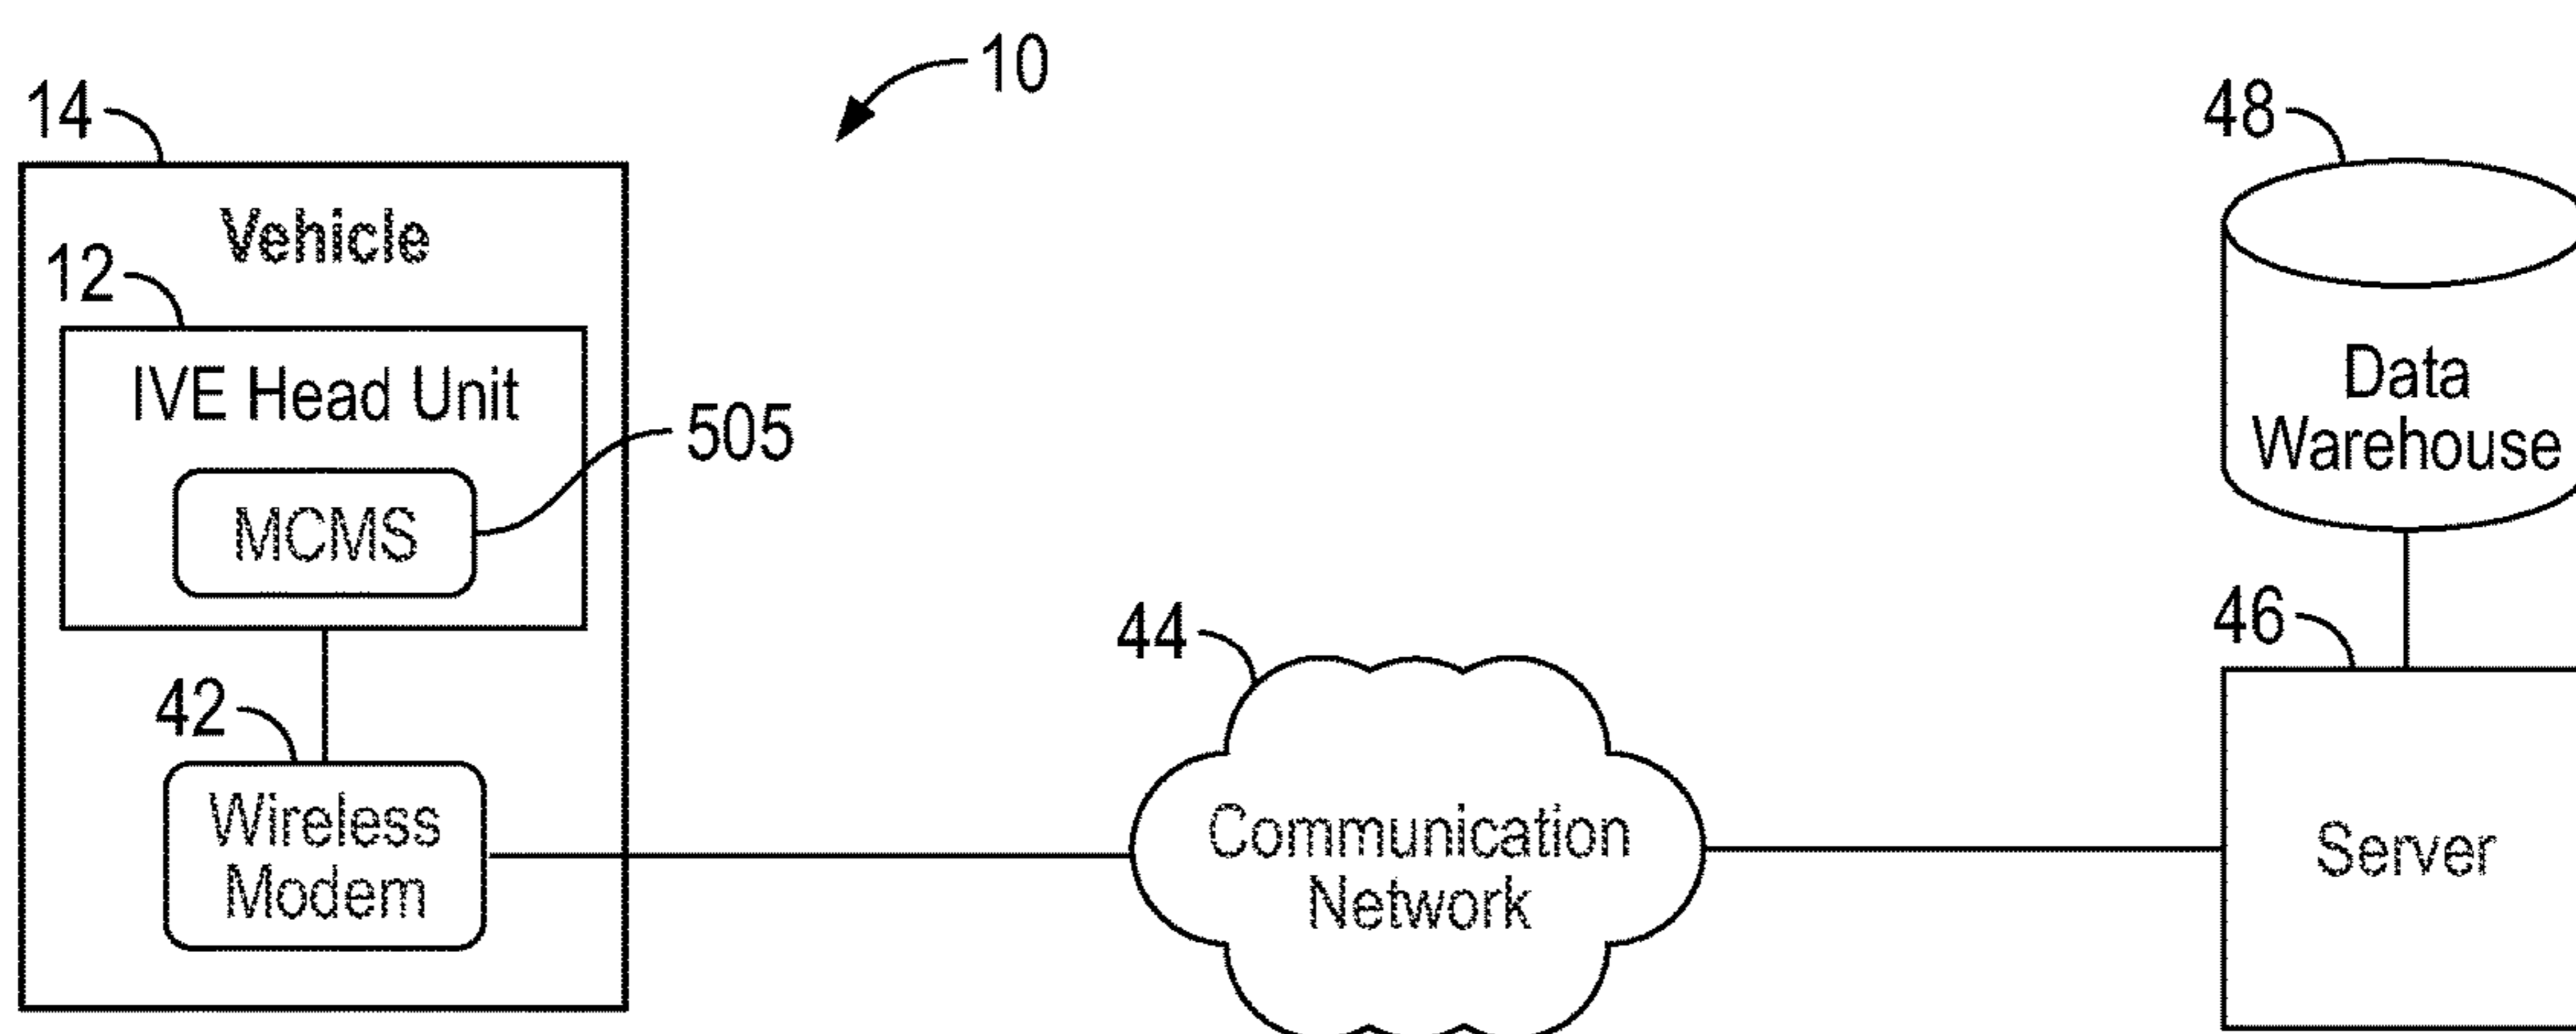 10
14
Vehicle
12
IVE Head Unit
505
MCMS
42
Wireless
Modem
44
Communication
Network
48
Data
Warehouse
46
Server